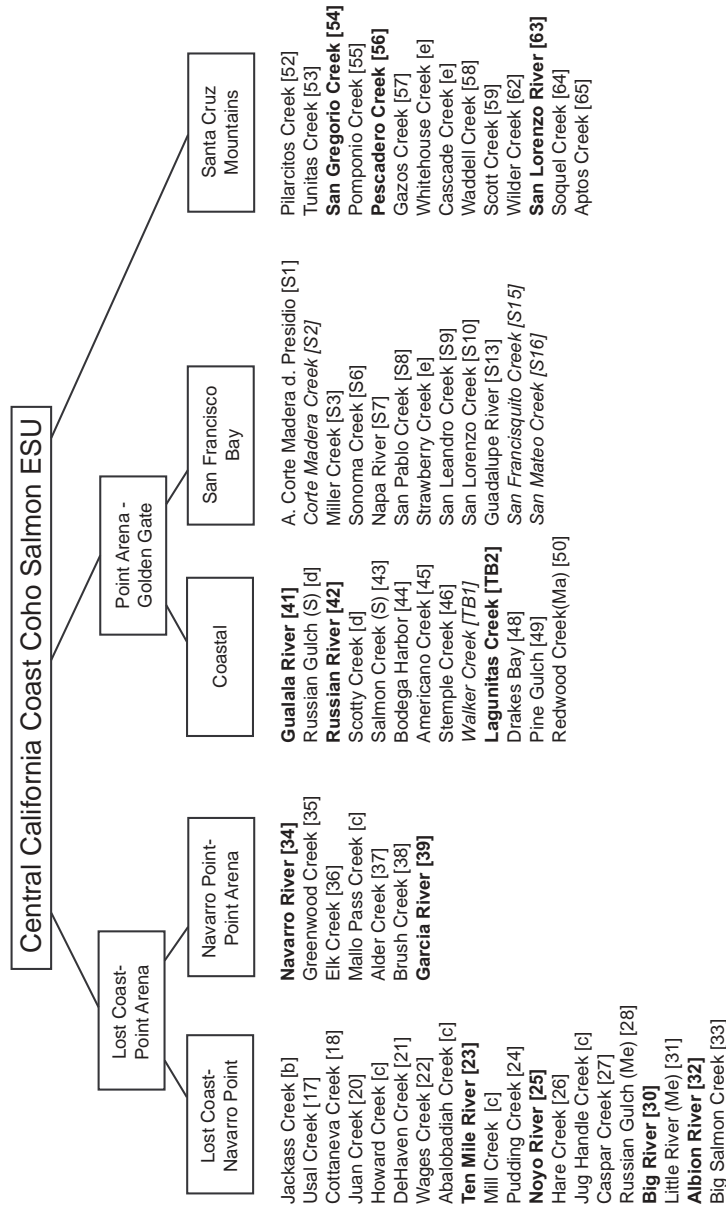 Central California Coast Coho Salmon ESU
Lost Coast-
Point Arena
Point Arena -
Golden Gate
Lost Coast-
Navarro Point
Navarro Point-
Point Arena
Coastal
San Francisco
Bay
Santa Cruz
Mountains
Jackass Creek [b]
Usal Creek [17]
Cottaneva Creek [18]
Juan Creek [20]
Howard Creek [c]
DeHaven Creek [21]
Wages Creek [22]
Abalobadiah Creek [c]
Ten Mile River [23]
Mill Creek [c]
Pudding Creek [24]
Noyo River [25]
Hare Creek [26]
Jug Handle Creek [c]
Caspar Creek [27]
Russian Gulch (Me) [28]
Big River [30]
Little River (Me) [31]
Albion River [32]
Big Salmon Creek [33]
Navarro River [34]
Greenwood Creek [35]
Elk Creek [36]
Mallo Pass Creek [c]
Alder Creek [37]
Brush Creek [38]
Garcia River [39]
Gualala River [41]
Russian Gulch (S) [d]
Russian River [42]
Scotty Creek [d]
Salmon Creek (S) [43]
Bodega Harbor [44]
Americano Creek [45]
Stemple Creek [46]
Walker Creek [TB1]
Lagunitas Creek [TB2]
Drakes Bay [48]
Pine Gulch [49]
Redwood Creek(Ma) [50]
A. Corte Madera d. Presidio [S1]
Corte Madera Creek [S2]
Miller Creek [S3]
Sonoma Creek [S6]
Napa River [S7]
San Pablo Creek [S8]
Strawberry Creek [e]
San Leandro Creek [S9]
San Lorenzo Creek [S10]
Guadalupe River [S13]
San Francisquito Creek [S15]
San Mateo Creek [S16]
Pilarcitos Creek [52]
Tunitas Creek [53]
San Gregorio Creek [54]
Pomponio Creek [55]
Pescadero Creek [56]
Gazos Creek [57]
Whitehouse Creek [e]
Cascade Creek [e]
Waddell Creek [58]
Scott Creek [59]
Wilder Creek [62]
San Lorenzo River [63]
Soquel Creek [64]
Aptos Creek [65]